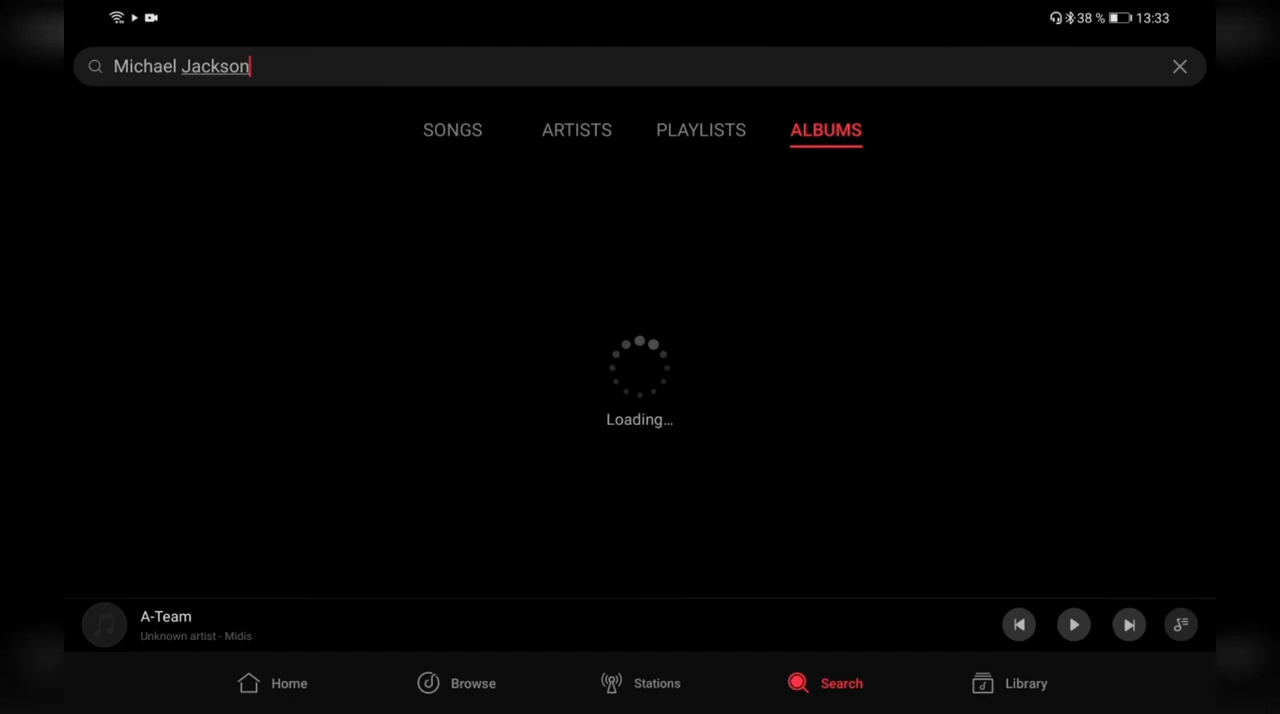 38 % 13:33
Michael Jackson
SONGS ARTISTS PLAYLISTS ALBUMS
Loading...
A-Team
Unknown artist - Midis
Home Browse Stations Search Library